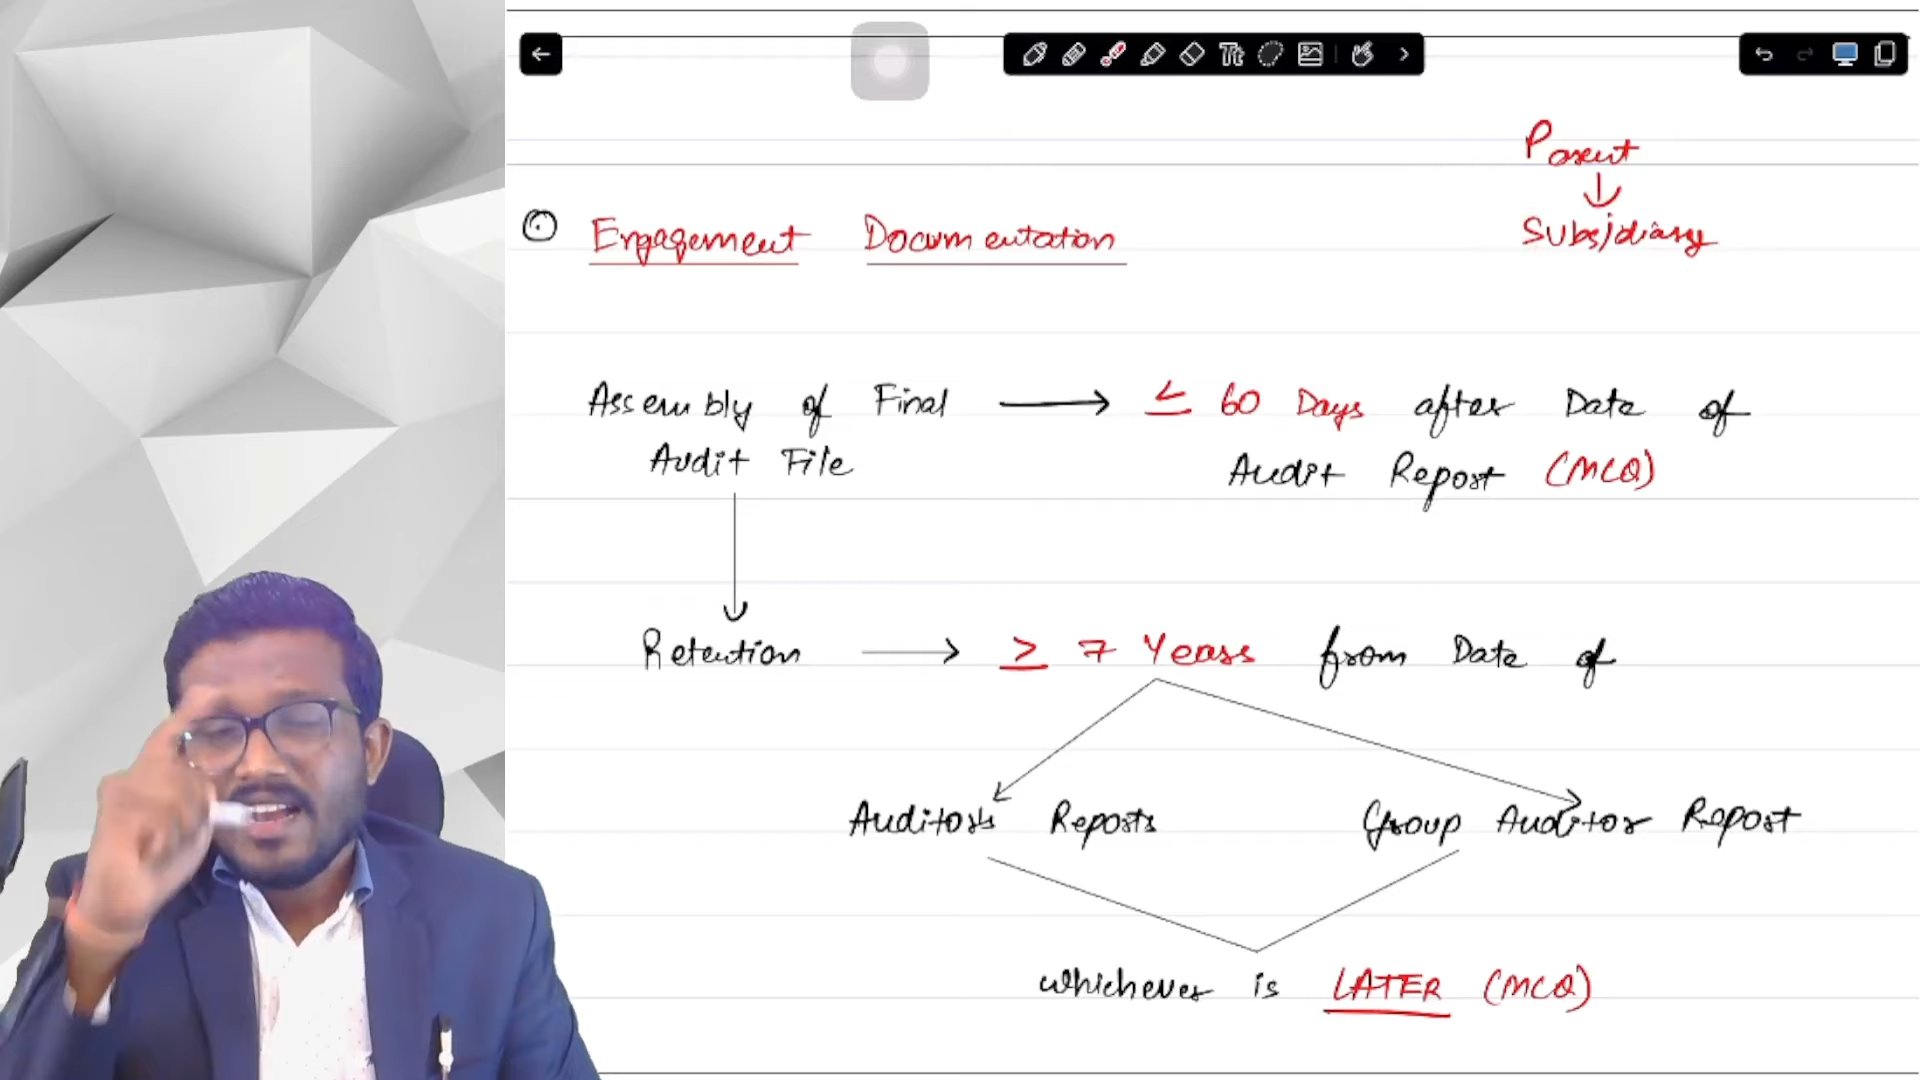 Parent
↓
Subsidiary
Engagement Documentation
Assembly of Final Audit File → ≤ 60 Days after Date of Audit Report (MCQ)
↓
Retention → ≥ 7 Years from Date of
Auditor's Reports Group Auditor Report
whichever is LATER (MCQ)
Tt